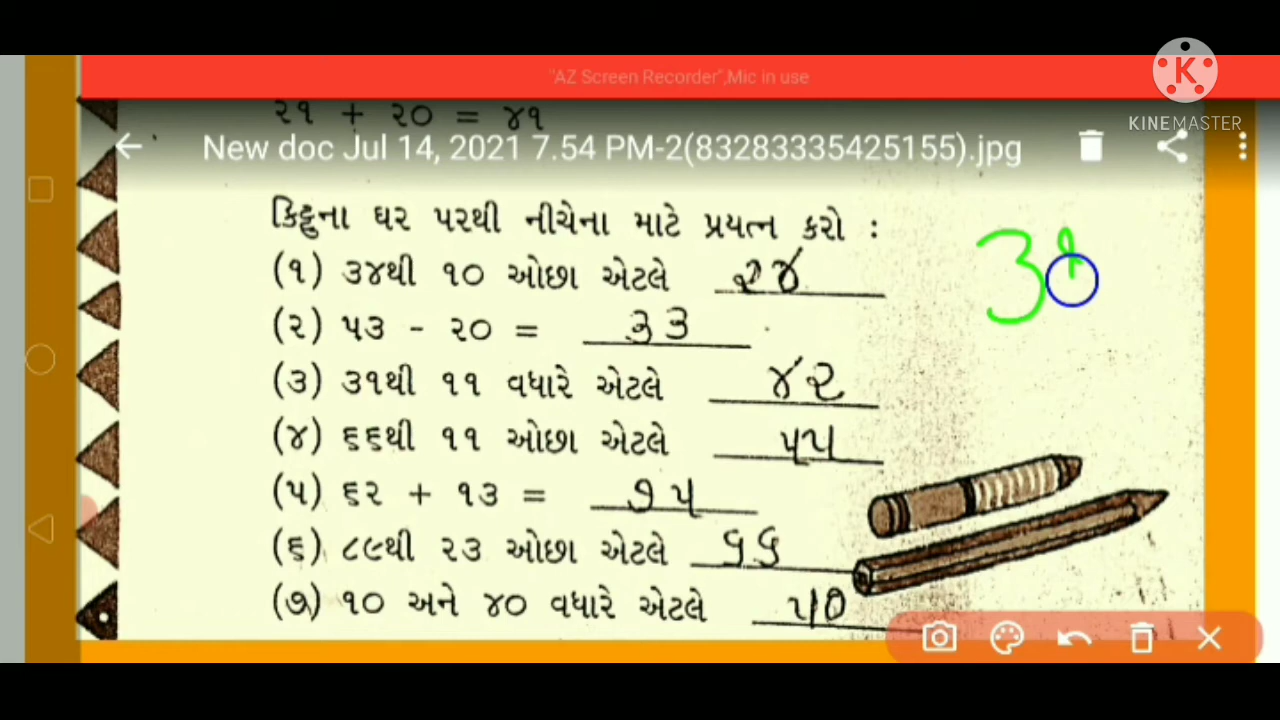 "AZ Screen Recorder",Mic in use
KINEMASTER
૨૧ + ૨૦ = ૪૧
New doc Jul 14, 2021 7.54 PM-2(83283335425155).jpg
કિટ્ટુના ઘર પરથી નીચેના માટે પ્રયત્ન કરો :
(૧) ૩૪થી ૧૦ ઓછા એટલે ૨૪
(૨) ૫૩ - ૨૦ = ૩૩
(૩) ૩૧થી ૧૧ વધારે એટલે ૪૨
(૪) ૬૬થી ૧૧ ઓછા એટલે ૫૫
(૫) ૬૨ + ૧૩ = ૭૫
(૬) ૮૯થી ૨૩ ઓછા એટલે ૬૬
(૭) ૧૦ અને ૪૦ વધારે એટલે ૫૦
૩૧